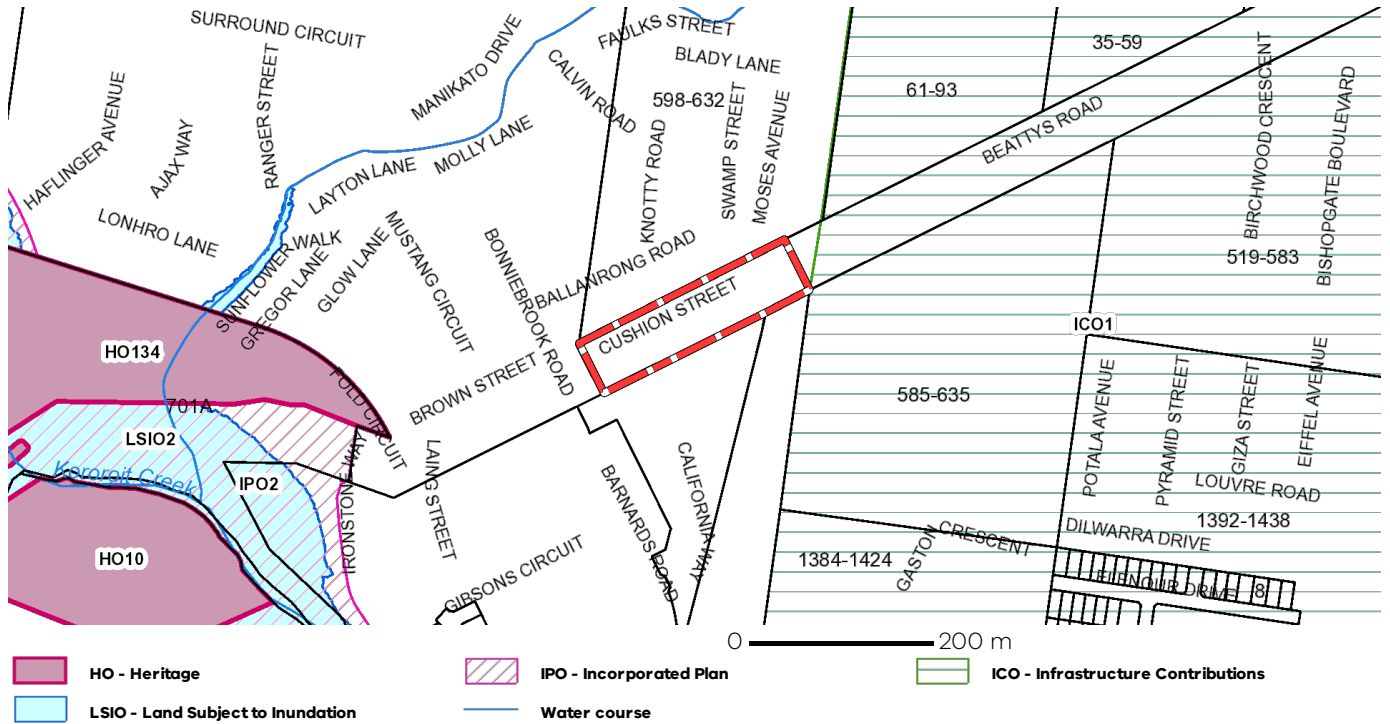 SURROUND CIRCUIT
FAULKS STREET
35-59
MANIKATO DRIVE
BLADY LANE
BIRCHWOOD CRESCENT
RANGER STREET
CALVIN ROAD
BISHOPGATE BOULEVARD
HAFLINGER AVENUE
598-632
61-93
SWAMP STREET
MOSES AVENUE
BEATTYS ROAD
AJAX WAY
MOLLY LANE
KNOTTY ROAD
LAYTON LANE
LONHRO LANE
MUSTANG CIRCUIT
SUNFLOWER WALK
GREGOR LANE
GLOW LANE
BONNIEBROOK ROAD
BALLANRONG ROAD
519-583
CUSHION STREET
ICO1
HO134
FOLD CIRCUIT
BROWN STREET
585-635
POTALA AVENUE
PYRAMID STREET
GIZA STREET
EIFFEL AVENUE
701A
LSIO2
IRONSTONE WAY
LAING STREET
CALIFORNIA WAY
Kororoit Creek
IPO2
BARNARDS ROAD
LOUVRE ROAD
1392-1438
DILWARRA DRIVE
GASTON CRESCENT
HO10
1384-1424
GIBSONS CIRCUIT
ELENOUR DRIVE
8
0 200 m
HO - Heritage
IPO - Incorporated Plan
ICO - Infrastructure Contributions
LSIO - Land Subject to Inundation
Water course